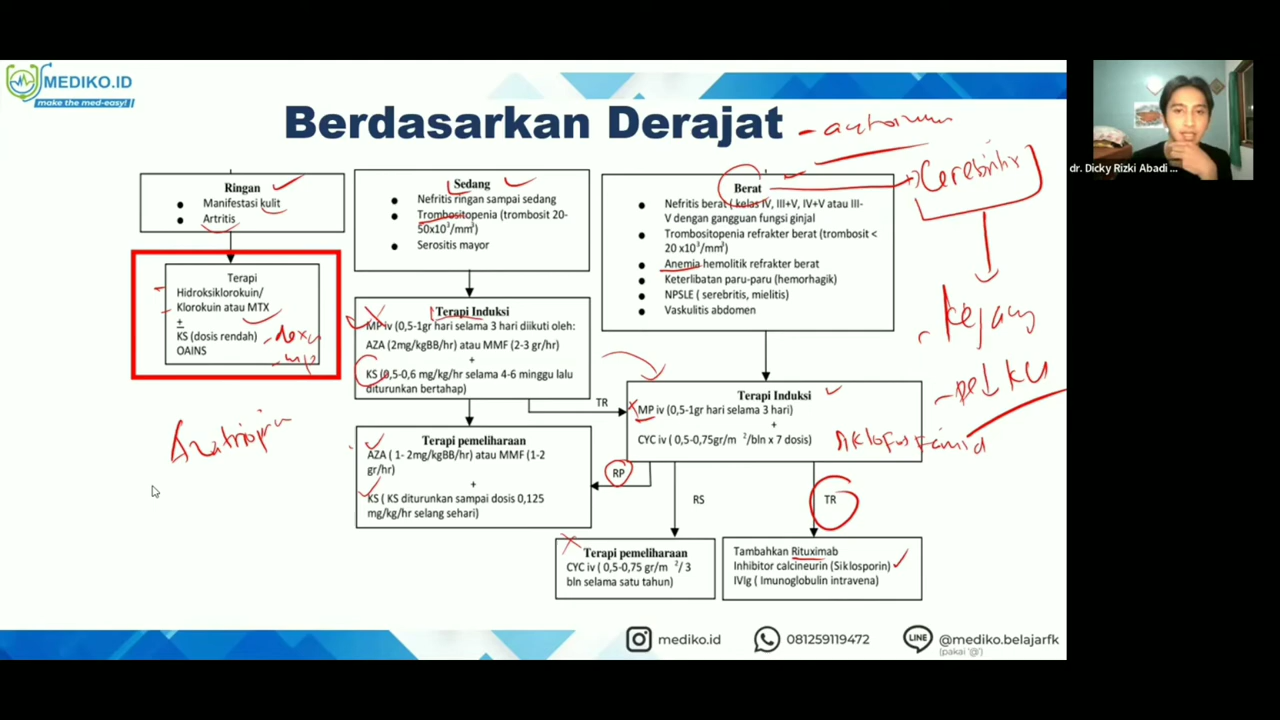 MEDIKO.ID
make the med-easy!
Berdasarkan Derajat
dr. Dicky Rizki Abadi ...
Ringan
Manifestasi kulit
Artritis
Terapi
Hidroksiklorokuin/
Klorokuin atau MTX
±
KS (dosis rendah)
OAINS
Sedang
Nefritis ringan sampai sedang
Trombositopenia (trombosit 20-
50x10³/mm³)
Serositis mayor
Terapi Induksi
MP iv (0,5-1gr hari selama 3 hari diikuti oleh:
AZA (2mg/kgBB/hr) atau MMF (2-3 gr/hr)
+
KS (0,5-0,6 mg/kg/hr selama 4-6 minggu lalu
diturunkan bertahap)
TR
Terapi pemeliharaan
AZA ( 1- 2mg/kgBB/hr) atau MMF (1-2
gr/hr)
+
KS ( KS diturunkan sampai dosis 0,125
mg/kg/hr selang sehari)
Berat
Nefritis berat ( kelas IV, III+V, IV+V atau III-
V dengan gangguan fungsi ginjal
Trombositopenia refrakter berat (trombosit <
20 x10³/mm³)
Anemia hemolitik refrakter berat
Keterlibatan paru-paru (hemorhagik)
NPSLE ( serebritis, mielitis)
Vaskulitis abdomen
Terapi Induksi
MP iv (0,5-1gr hari selama 3 hari)
+
CYC iv ( 0,5-0,75gr/m ²/bln x 7 dosis)
RP
RS
TR
Terapi pemeliharaan
CYC iv ( 0,5-0,75 gr/m ²/ 3
bln selama satu tahun)
Tambahkan Rituximab
Inhibitor calcineurin (Siklosporin)
IVIg ( Imunoglobulin intravena)
Kejang
mediko.id
081259119472
@mediko.belajarfk
(pakai '@')